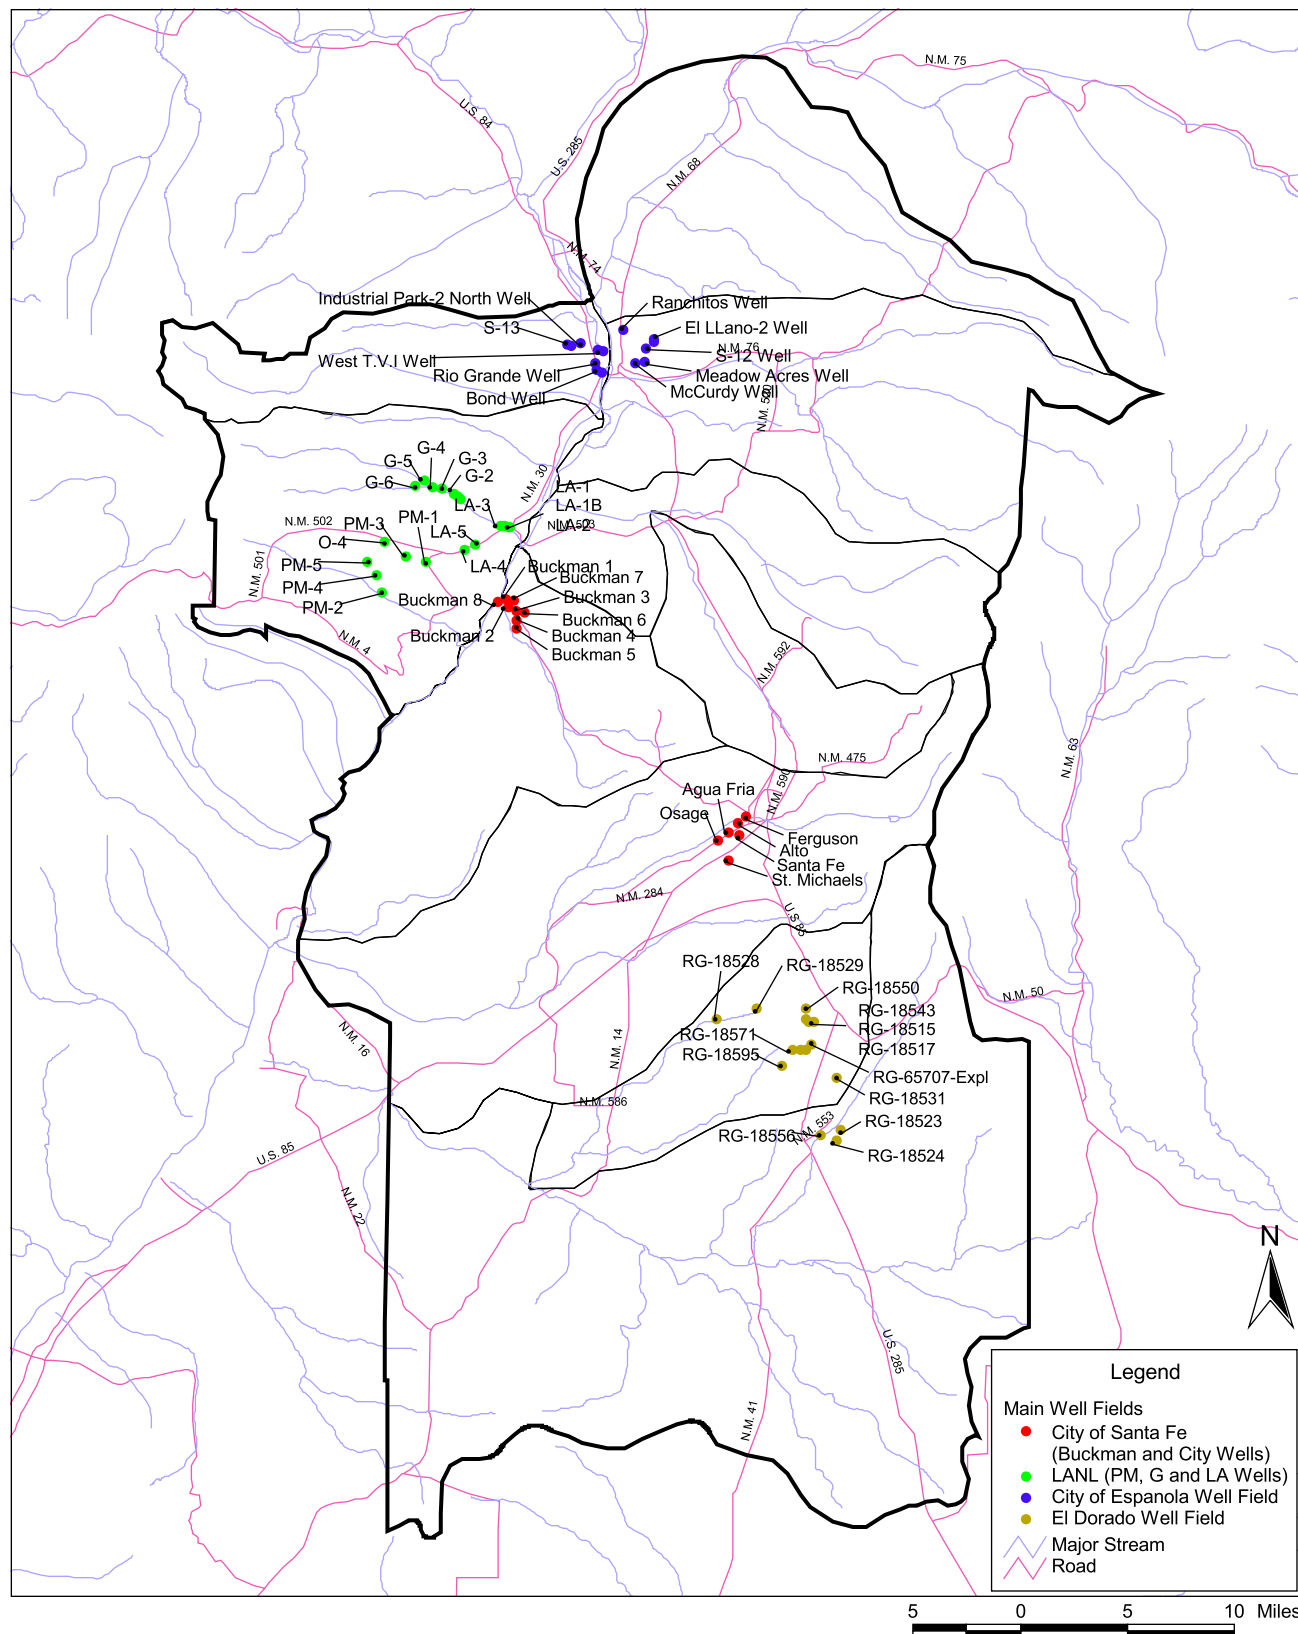 N.M. 75
U.S. 84
U.S. 285
N.M. 68
N.M. 74
Industrial Park-2 North Well
Ranchitos Well
S-13
El LLano-2 Well
N.M. 76
S-12 Well
West T.V.I Well
Rio Grande Well
Meadow Acres Well
Bond Well
McCurdy Well
G-4
G-5
G-3
G-2
G-6
N.M. 30
LA-1
LA-3
LA-1B
N.M. 502
PM-3
PM-1
LA-5
LA-2
N.M. 503
O-4
N.M. 501
PM-5
LA-4
Buckman 1
Buckman 7
PM-4
PM-2
Buckman 8
Buckman 3
Buckman 6
N.M. 4
Buckman 2
Buckman 4
Buckman 5
N.M. 592
N.M. 63
N.M. 475
N.M. 590
Agua Fria
Osage
Ferguson
Alto
Santa Fe
St. Michaels
N.M. 284
U.S 85
RG-18528
RG-18529
RG-18550
N.M. 50
RG-18543
RG-18515
N.M. 16
N.M. 14
RG-18571
RG-18517
RG-18595
RG-65707-Expl
RG-18531
N.M. 586
RG-18523
RG-18556
N.M. 553
RG-18524
U.S. 85
N.M. 22
N
U.S. 285
N.M. 41
Legend
Main Well Fields
City of Santa Fe
(Buckman and City Wells)
LANL (PM, G and LA Wells)
City of Espanola Well Field
El Dorado Well Field
Major Stream
Road
5 0 5 10 Miles